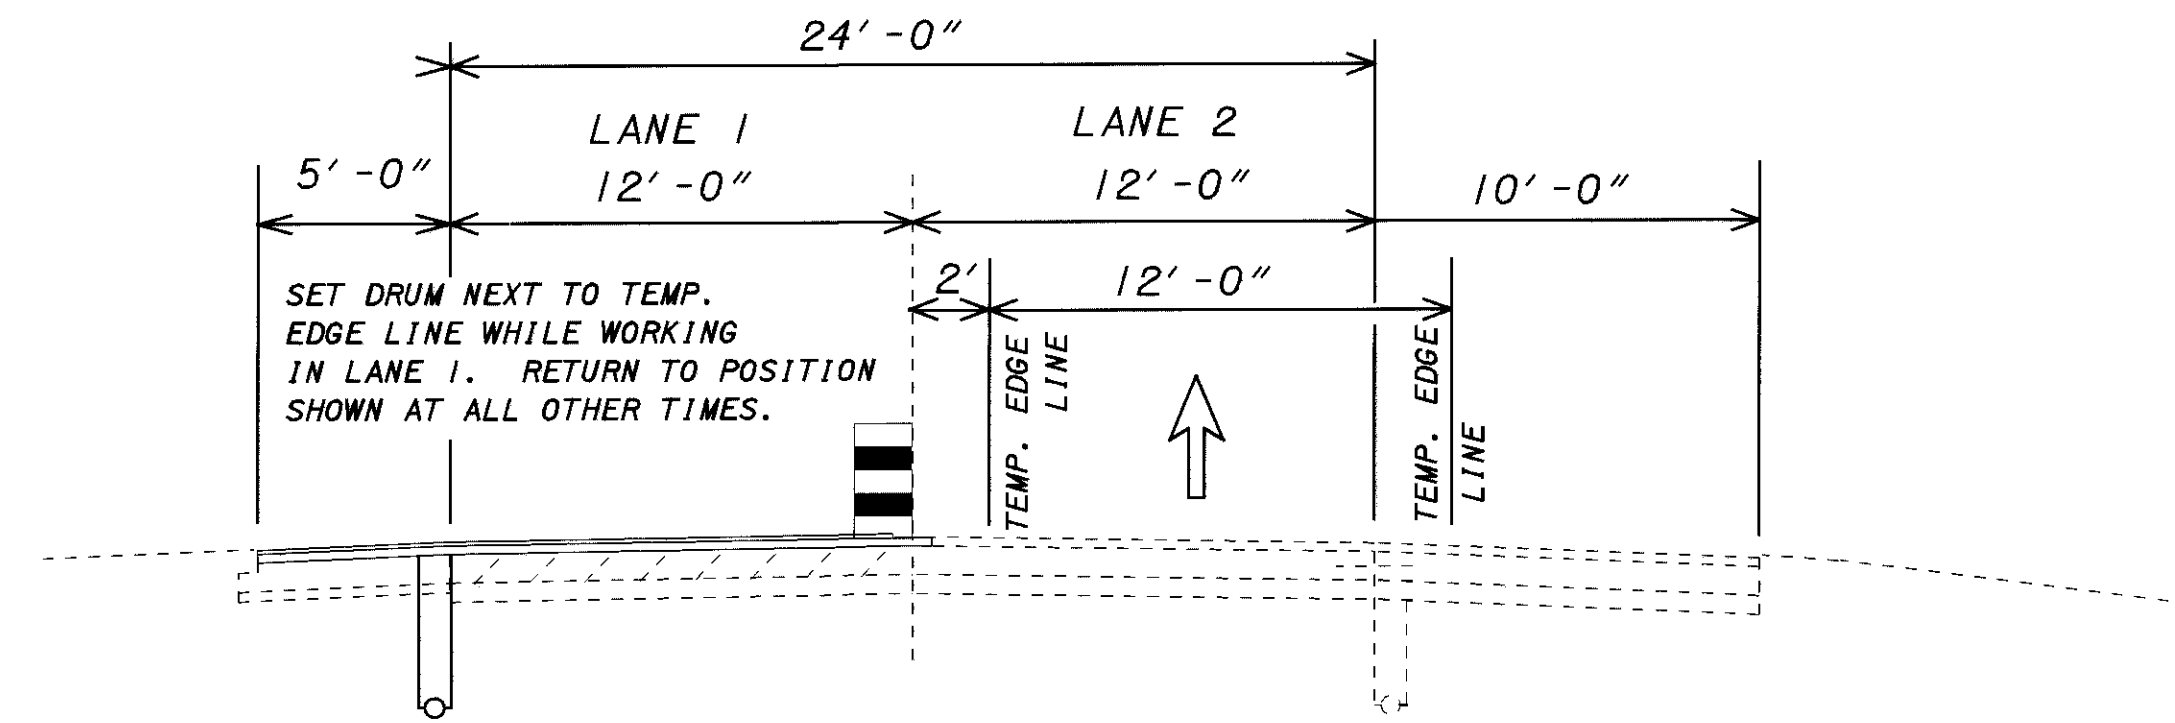 24'-0"
LANE 1
LANE 2
5'-0"
12'-0"
12'-0"
10'-0"
2'
12'-0"
SET DRUM NEXT TO TEMP.
EDGE LINE WHILE WORKING
IN LANE 1. RETURN TO POSITION
SHOWN AT ALL OTHER TIMES.
TEMP. EDGE
LINE
TEMP. EDGE
LINE